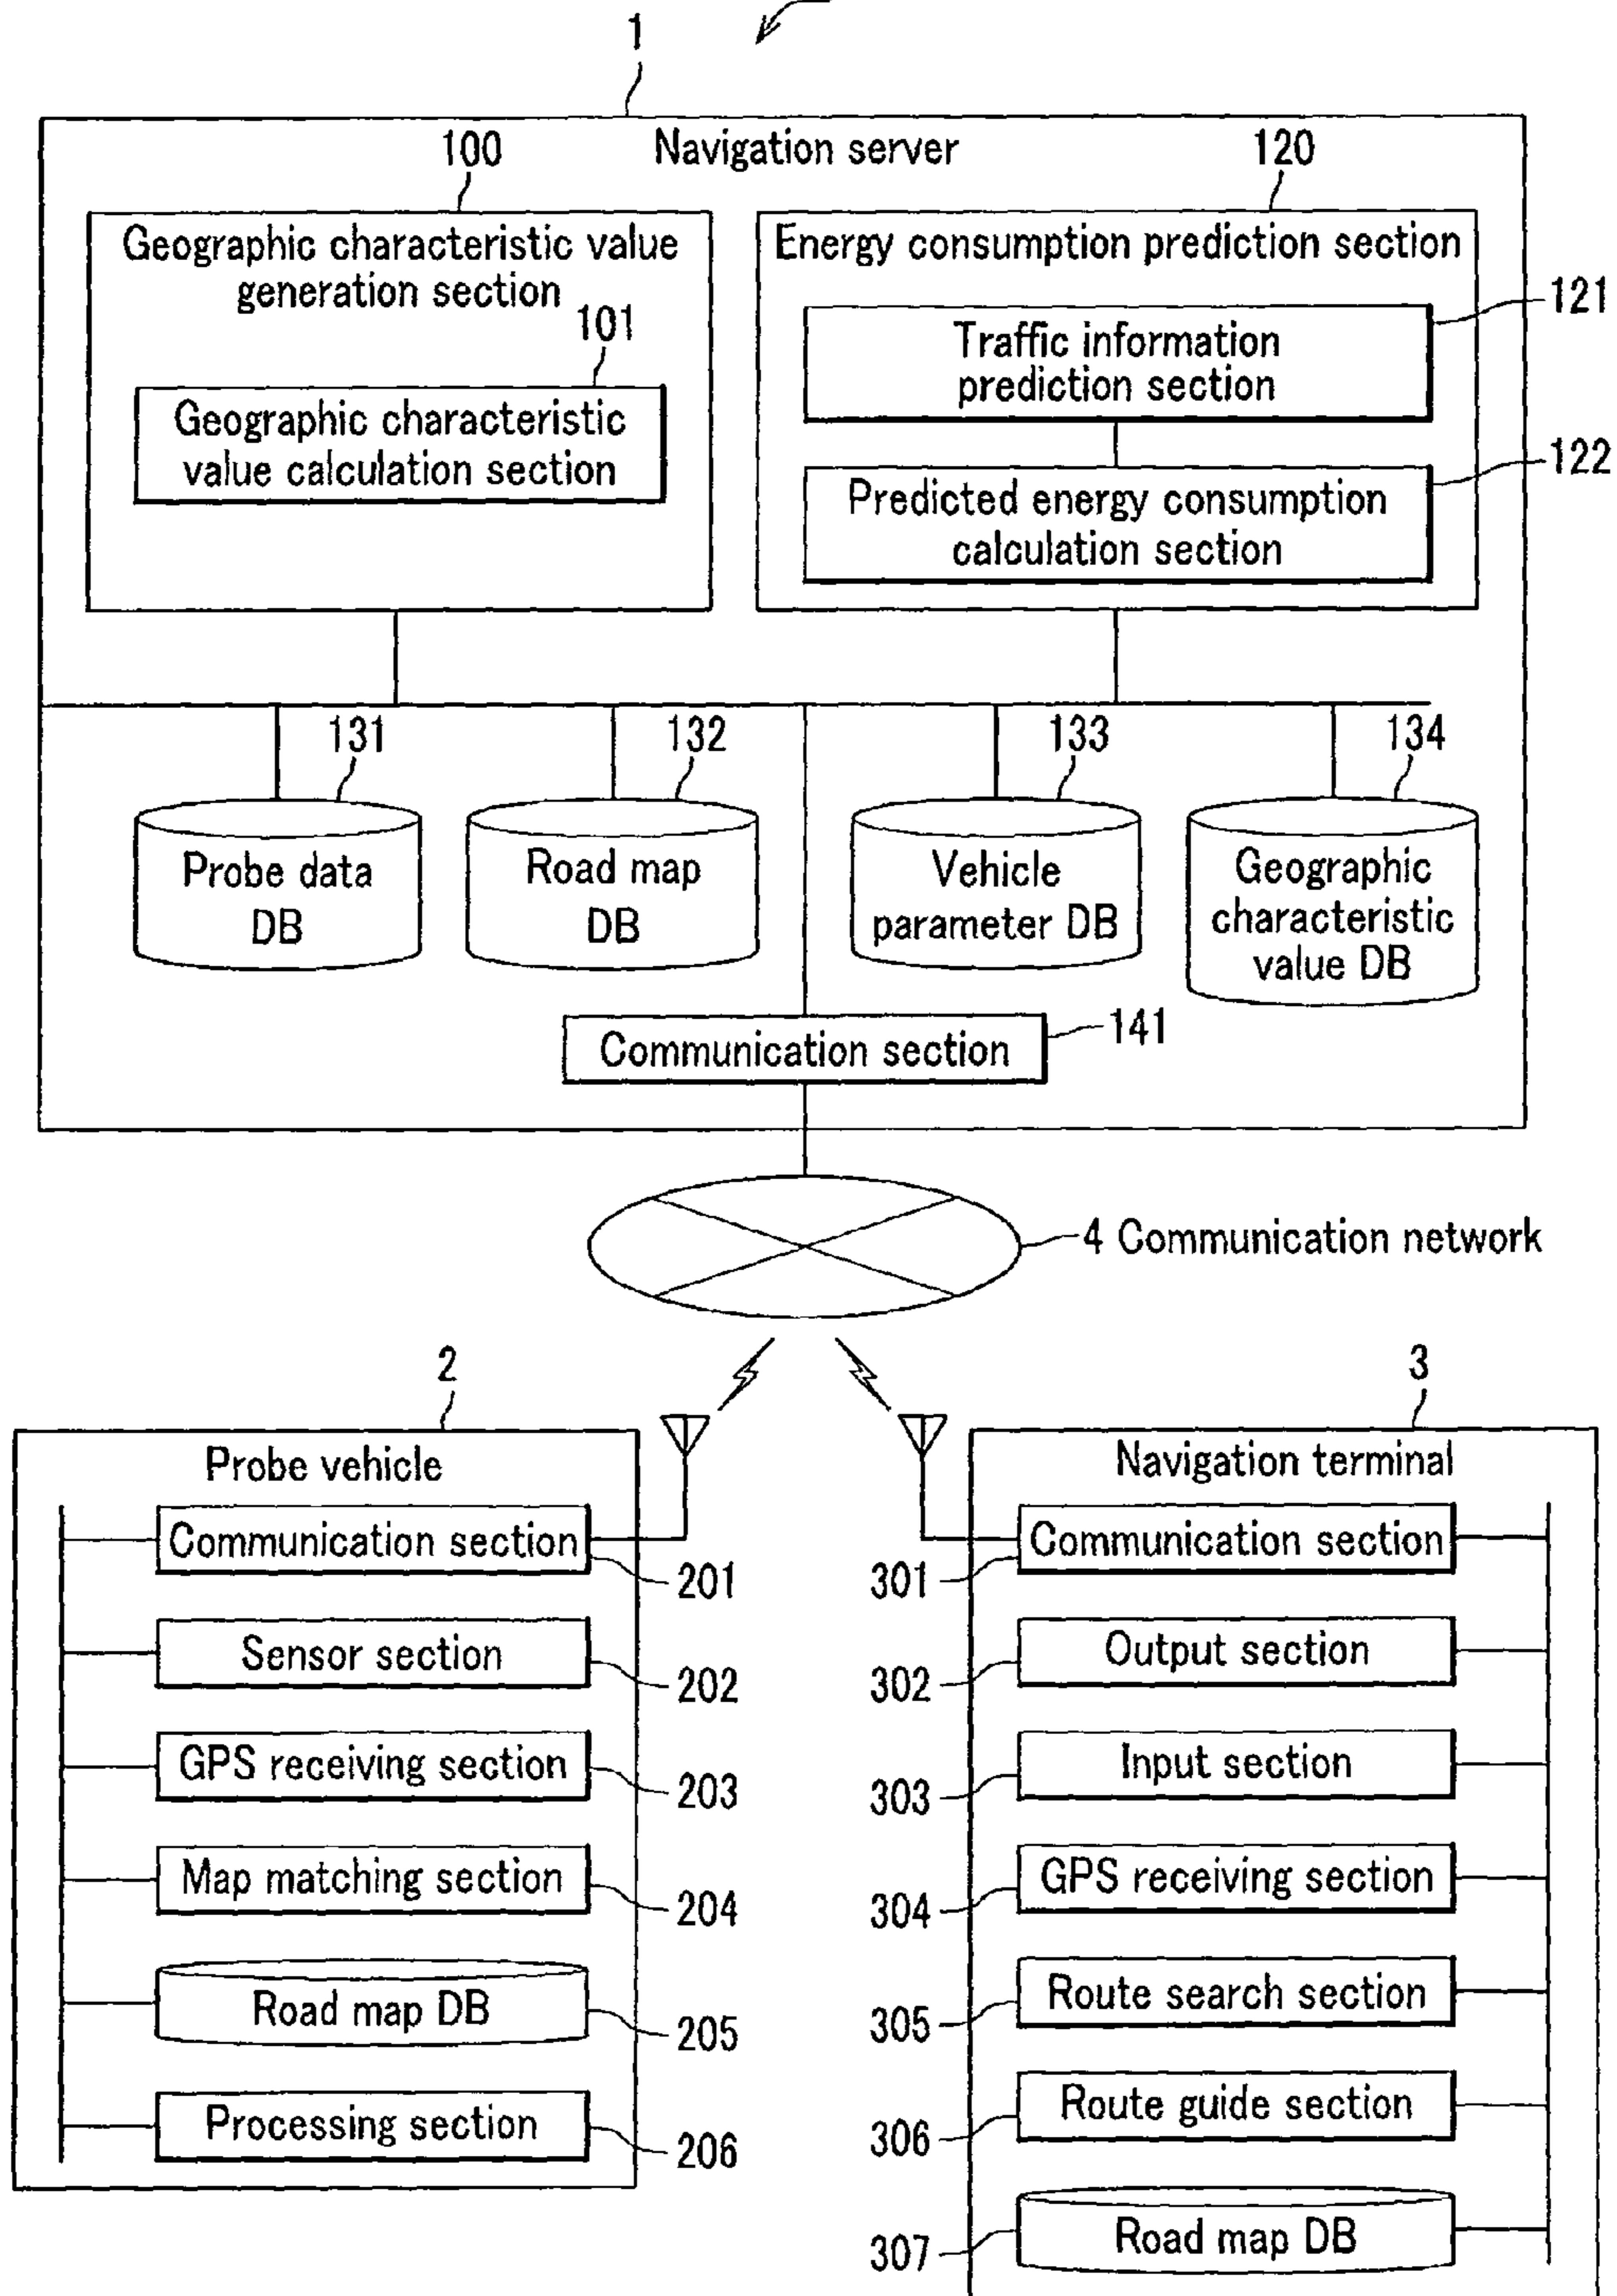 1
Navigation server
100
120
Geographic characteristic value
generation section
101
Geographic characteristic
value calculation section
Energy consumption prediction section
121
Traffic information
prediction section
122
Predicted energy consumption
calculation section
131
132
133
134
Probe data
DB
Road map
DB
Vehicle
parameter DB
Geographic
characteristic
value DB
Communication section
141
4 Communication network
2
Probe vehicle
Communication section
201
Sensor section
202
GPS receiving section
203
Map matching section
204
Road map DB
205
Processing section
206
3
Navigation terminal
Communication section
301
Output section
302
Input section
303
GPS receiving section
304
Route search section
305
Route guide section
306
Road map DB
307